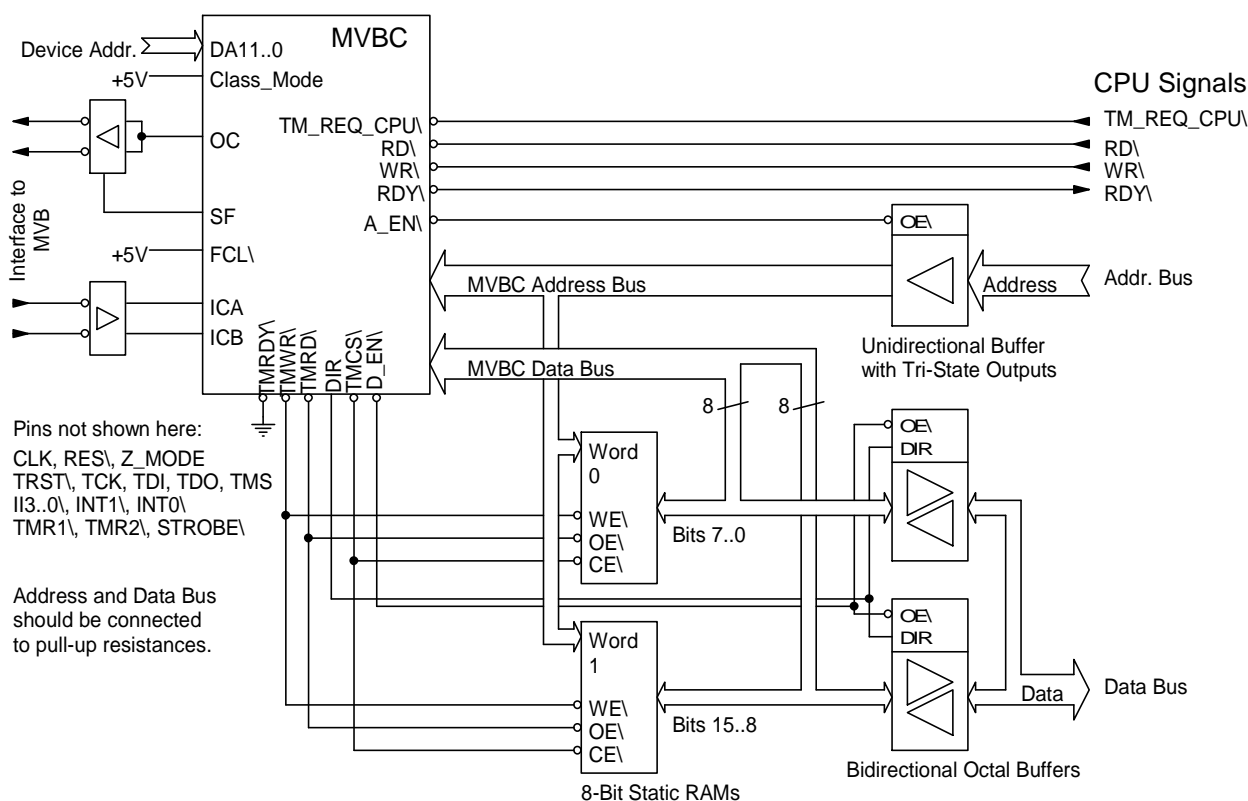 MVBC
Device Addr.
DA11..0
+5V
Class_Mode
CPU Signals
TM_REQ_CPU\
TM_REQ_CPU\
OC
RD\
RD\
WR\
WR\
RDY\
RDY\
Interface to
MVB
SF
A_EN\
OE\
+5V
FCL\
MVBC Address Bus
Address
Addr. Bus
ICA
ICB
TMRDY\
TMWR\
TMRD\
DIR
TMCS\
D_EN\
MVBC Data Bus
Unidirectional Buffer
with Tri-State Outputs
8
8
Pins not shown here:
CLK, RES\, Z_MODE
TRST\, TCK, TDI, TDO, TMS
II3..0\, INT1\, INT0\
TMR1\, TMR2\, STROBE\
Word
0
WE\
OE\
CE\
Bits 7..0
OE\
DIR
Address and Data Bus
should be connected
to pull-up resistances.
Word
1
WE\
OE\
CE\
Bits 15..8
OE\
DIR
Data
Data Bus
Bidirectional Octal Buffers
8-Bit Static RAMs